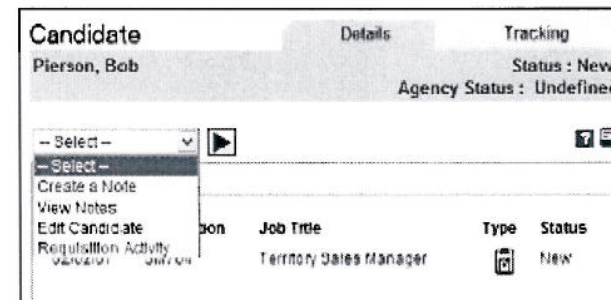 Candidate Details Tracking
Pierson, Bob Status : New
Agency Status : Undefined
-- Select --
-- Select --
Create a Note
View Notes
Edit Candidate
Requisition Activity
Job Title Type Status
Territory Sales Manager New